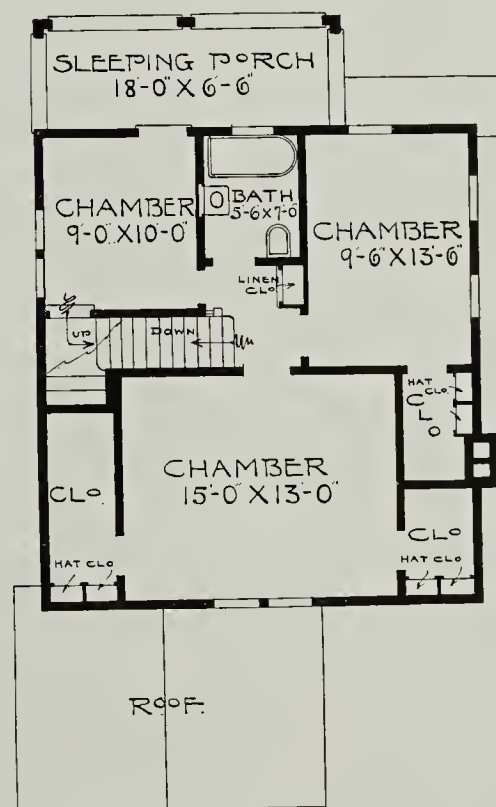 SLEEPING PORCH
18'-0" X 6'-6"
CHAMBER
9'-0" X 10'-0"
BATH
5'-6 X 7'-0
CHAMBER
9'-6" X 13'-6"
LINEN
CLO
UP
DOWN
HAT
CLO.
CLO
CHAMBER
15'-0" X 13'-0"
CLO.
HAT CLO
CLO
HAT CLO
ROOF.